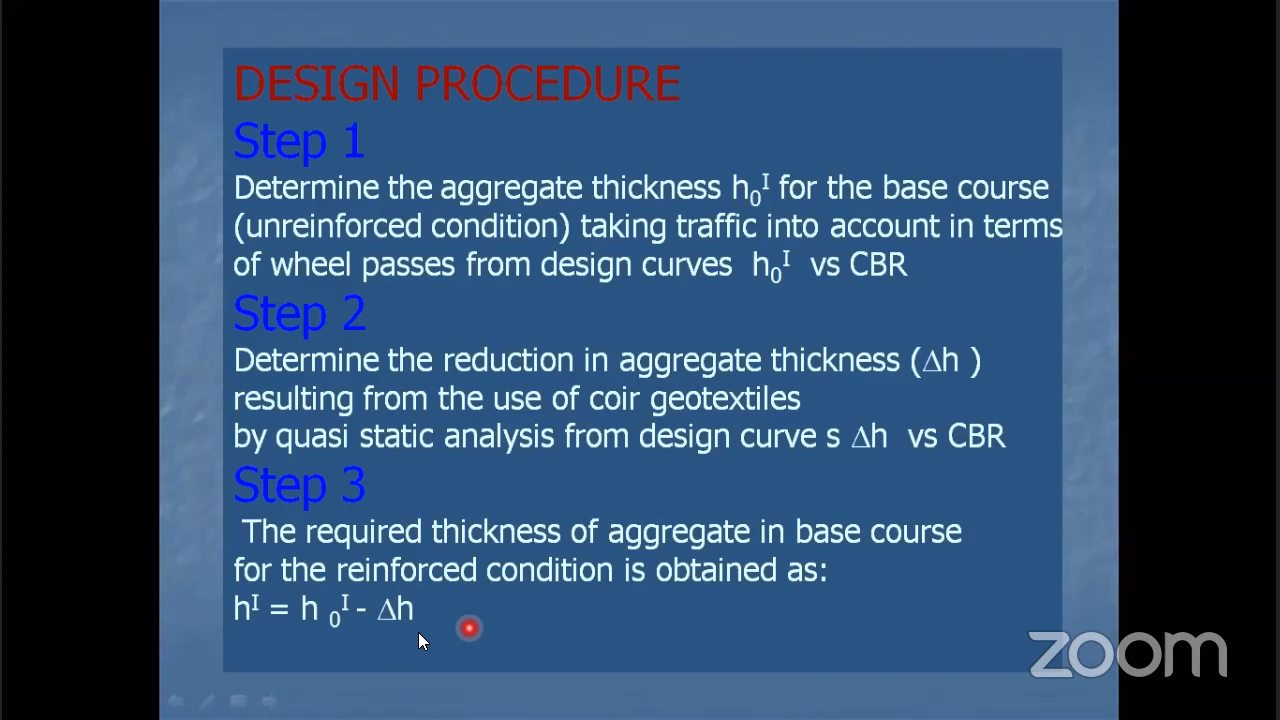 DESIGN PROCEDURE
Step 1
Determine the aggregate thickness h₀ᴵ for the base course
(unreinforced condition) taking traffic into account in terms
of wheel passes from design curves h₀ᴵ vs CBR
Step 2
Determine the reduction in aggregate thickness (Δh )
resulting from the use of coir geotextiles
by quasi static analysis from design curve s Δh vs CBR
Step 3
The required thickness of aggregate in base course
for the reinforced condition is obtained as:
hᴵ = h ₀ᴵ - Δh
zoom